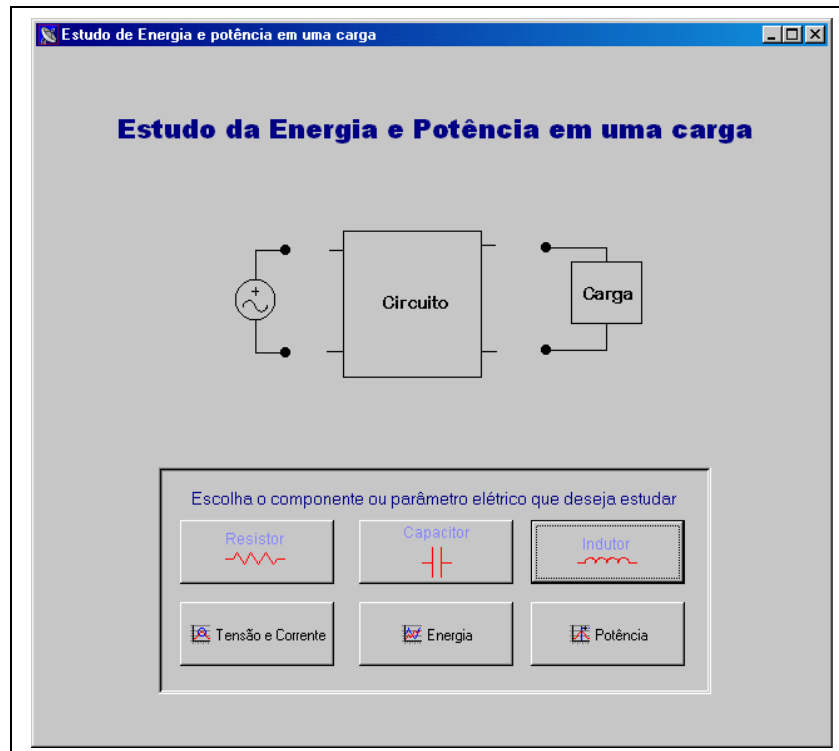 Estudo de Energia e potência em uma carga
Estudo da Energia e Potência em uma carga
Circuito
Carga
Escolha o componente ou parâmetro elétrico que deseja estudar
Resistor
Capacitor
Indutor
Tensão e Corrente
Energia
Potência